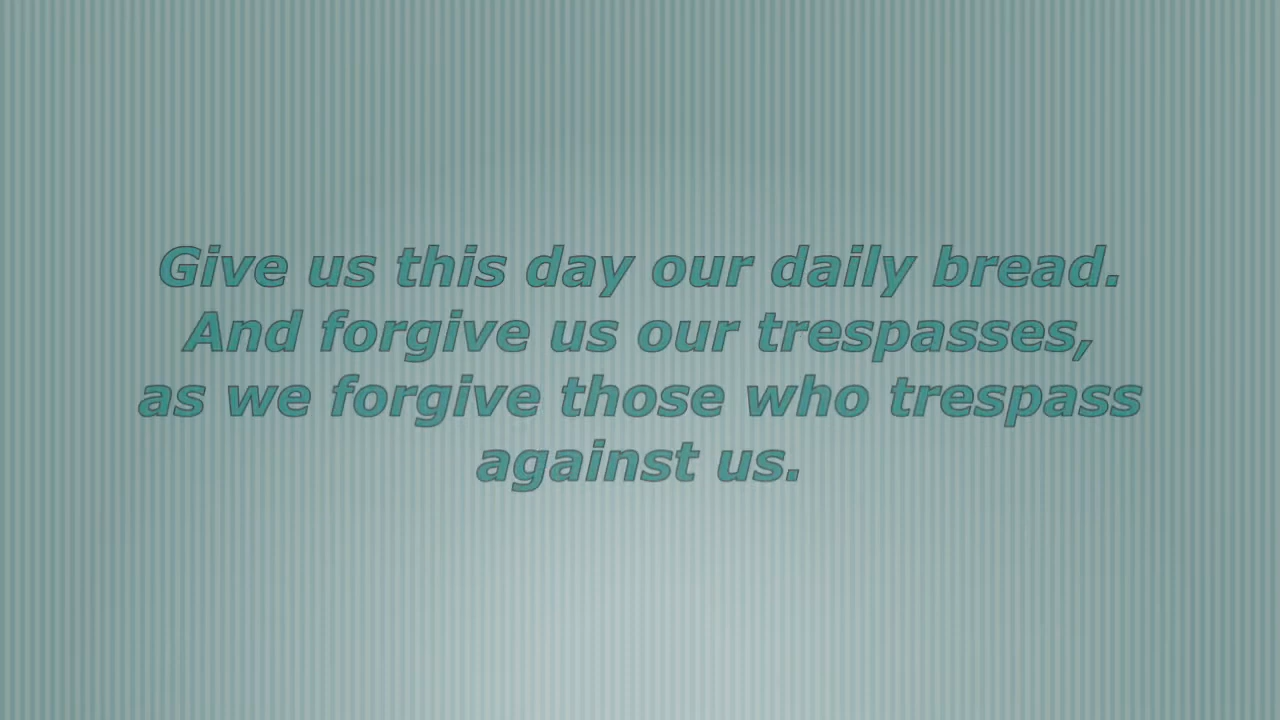 Give us this day our daily bread.
And forgive us our trespasses,
as we forgive those who trespass
against us.